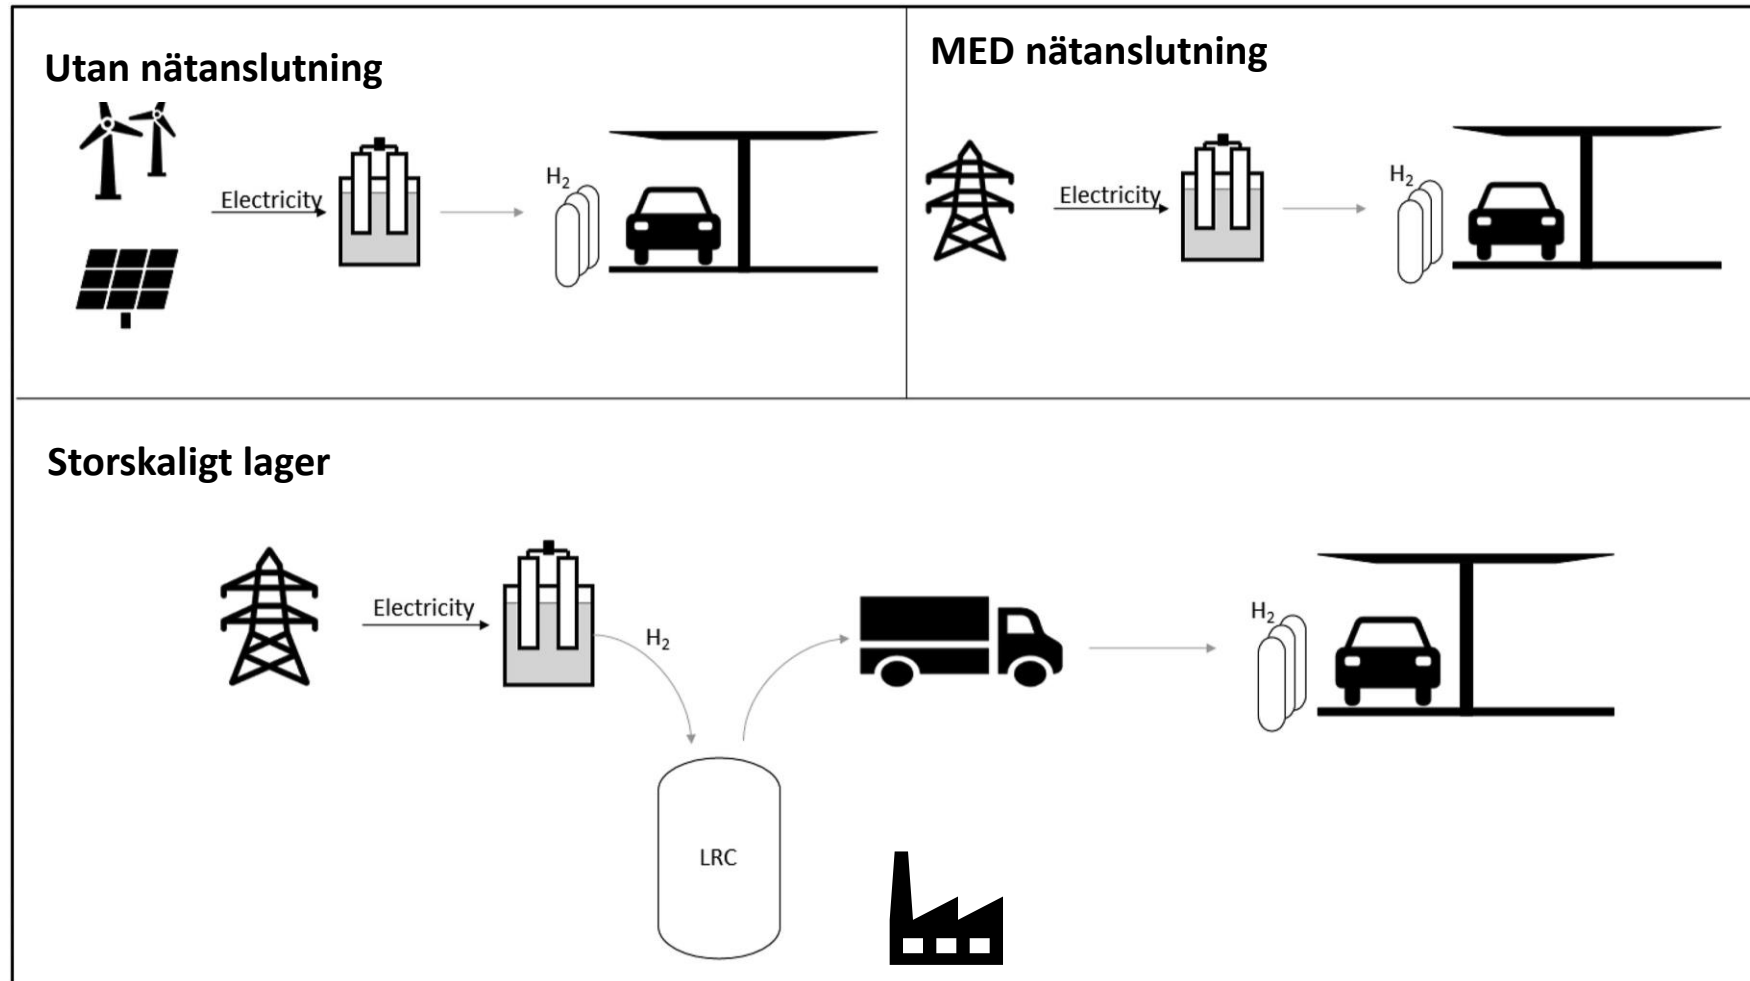 Utan nätanslutning
Electricity
H₂
MED nätanslutning
Electricity
H₂
Storskaligt lager
Electricity
H₂
H₂
LRC